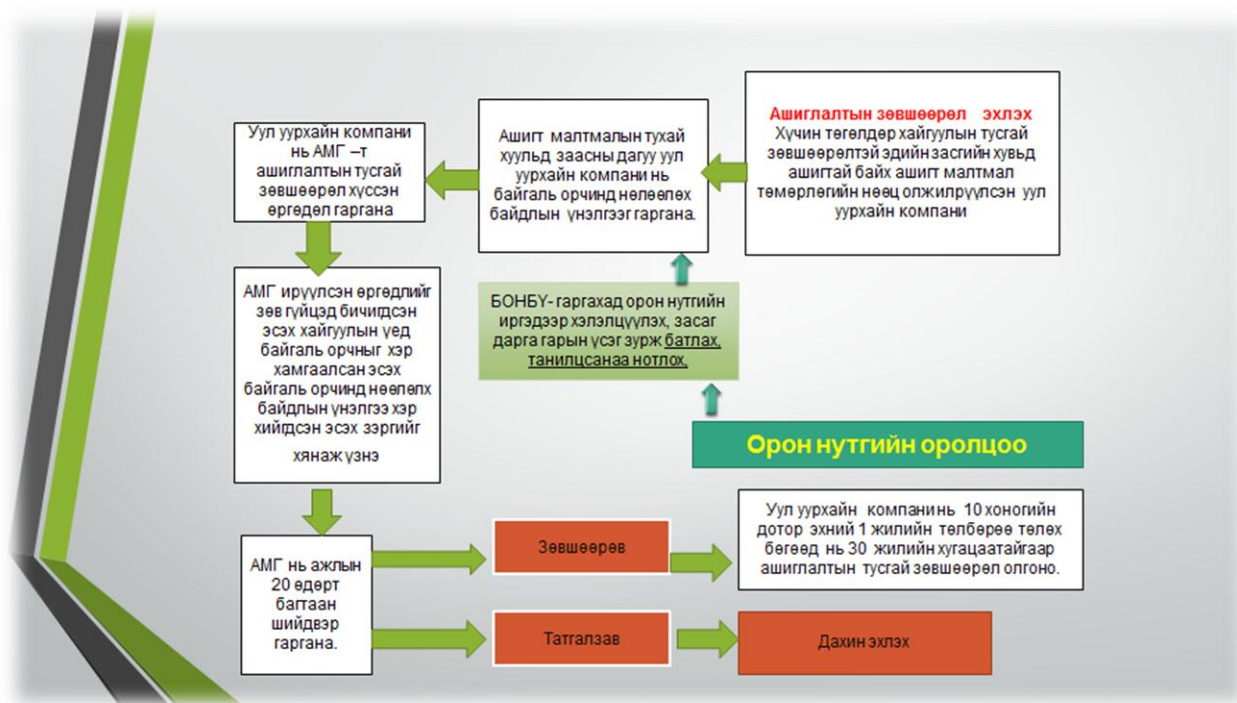 Ашиглалтын зөвшөөрөл эхлэх
Хүчин төгөлдөр хайгуулын тусгай
зөвшөөрөлтэй эдийн засгийн хувьд
ашигтай байх ашигт малтмал
төмөрлөгийн нөөц олжилрүүлсэн уул
уурхайн компани
Ашигт малтмалын тухай
хуульд заасны дагуу уул
уурхайн компани нь
байгаль орчинд нөлөөлөх
байдлын үнэлгээг гаргана.
Уул уурхайн компани
нь АМГ –т
ашиглалтын тусгай
зөвшөөрөл хүссэн
өргөдөл гаргана
АМГ ирүүлсэн өргөдлийг
зөв гүйцэд бичигдсэн
эсэх хайгуулын үед
байгаль орчныг хэр
хамгаалсан эсэх
байгаль орчинд нөөлөлх
байдлын үнэлгээ хэр
хийгдсэн эсэх зэргийг
хянаж үзнэ
БОНБҮ- гаргахад орон нутгийн
иргэдээр хэлэлцүүлэх, засаг
дарга гарын үсэг зурж батлах,
танилцсанаа нотлох,
Орон нутгийн оролцоо
АМГ нь ажлын
20 өдөрт
багтаан
шийдвэр
гаргана.
Зөвшөөрөв
Уул уурхайн компани нь 10 хоногийн
дотор эхний 1 жилийн төлбөрөө төлөх
бөгөөд нь 30 жилийн хугацаатайгаар
ашиглалтын тусгай зөвшөөрөл олгоно.
Татгалзав
Дахин эхлэх